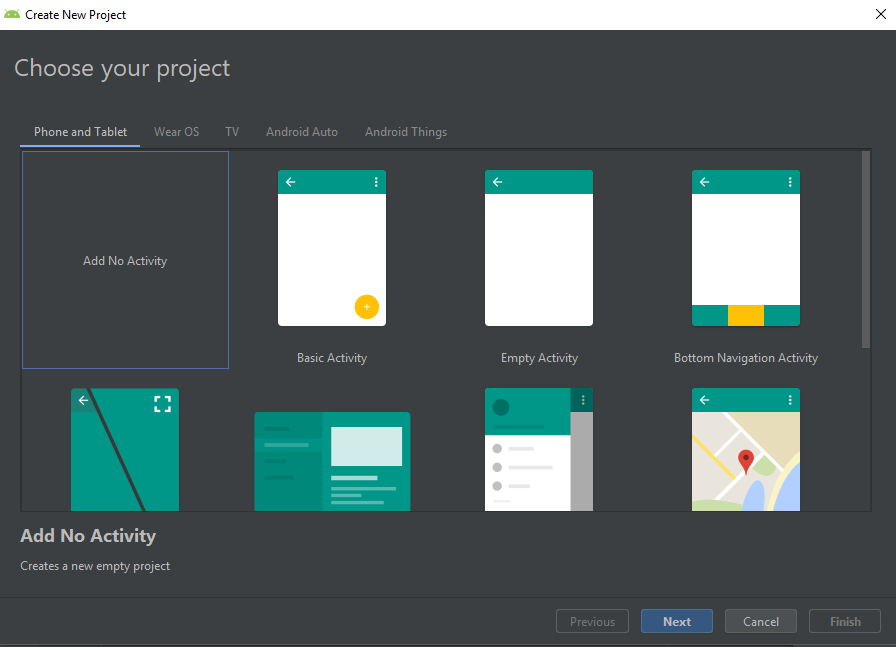 Create New Project
Choose your project
Phone and Tablet
Wear OS
TV
Android Auto
Android Things
Add No Activity
Basic Activity
Empty Activity
Bottom Navigation Activity
Add No Activity
Creates a new empty project
Previous
Next
Cancel
Finish